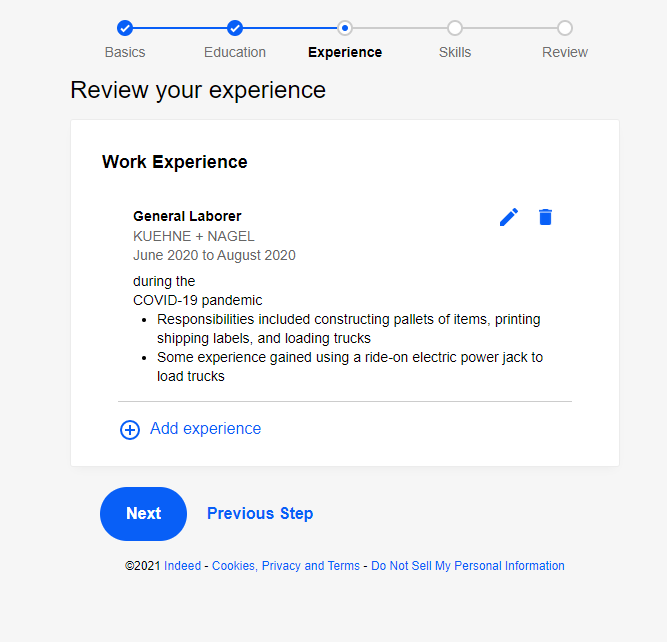 Basics Education Experience Skills Review
Review your experience
Work Experience
General Laborer
KUEHNE + NAGEL
June 2020 to August 2020
during the
COVID-19 pandemic
• Responsibilities included constructing pallets of items, printing
shipping labels, and loading trucks
• Some experience gained using a ride-on electric power jack to
load trucks
Add experience
Next Previous Step
©2021 Indeed - Cookies, Privacy and Terms - Do Not Sell My Personal Information